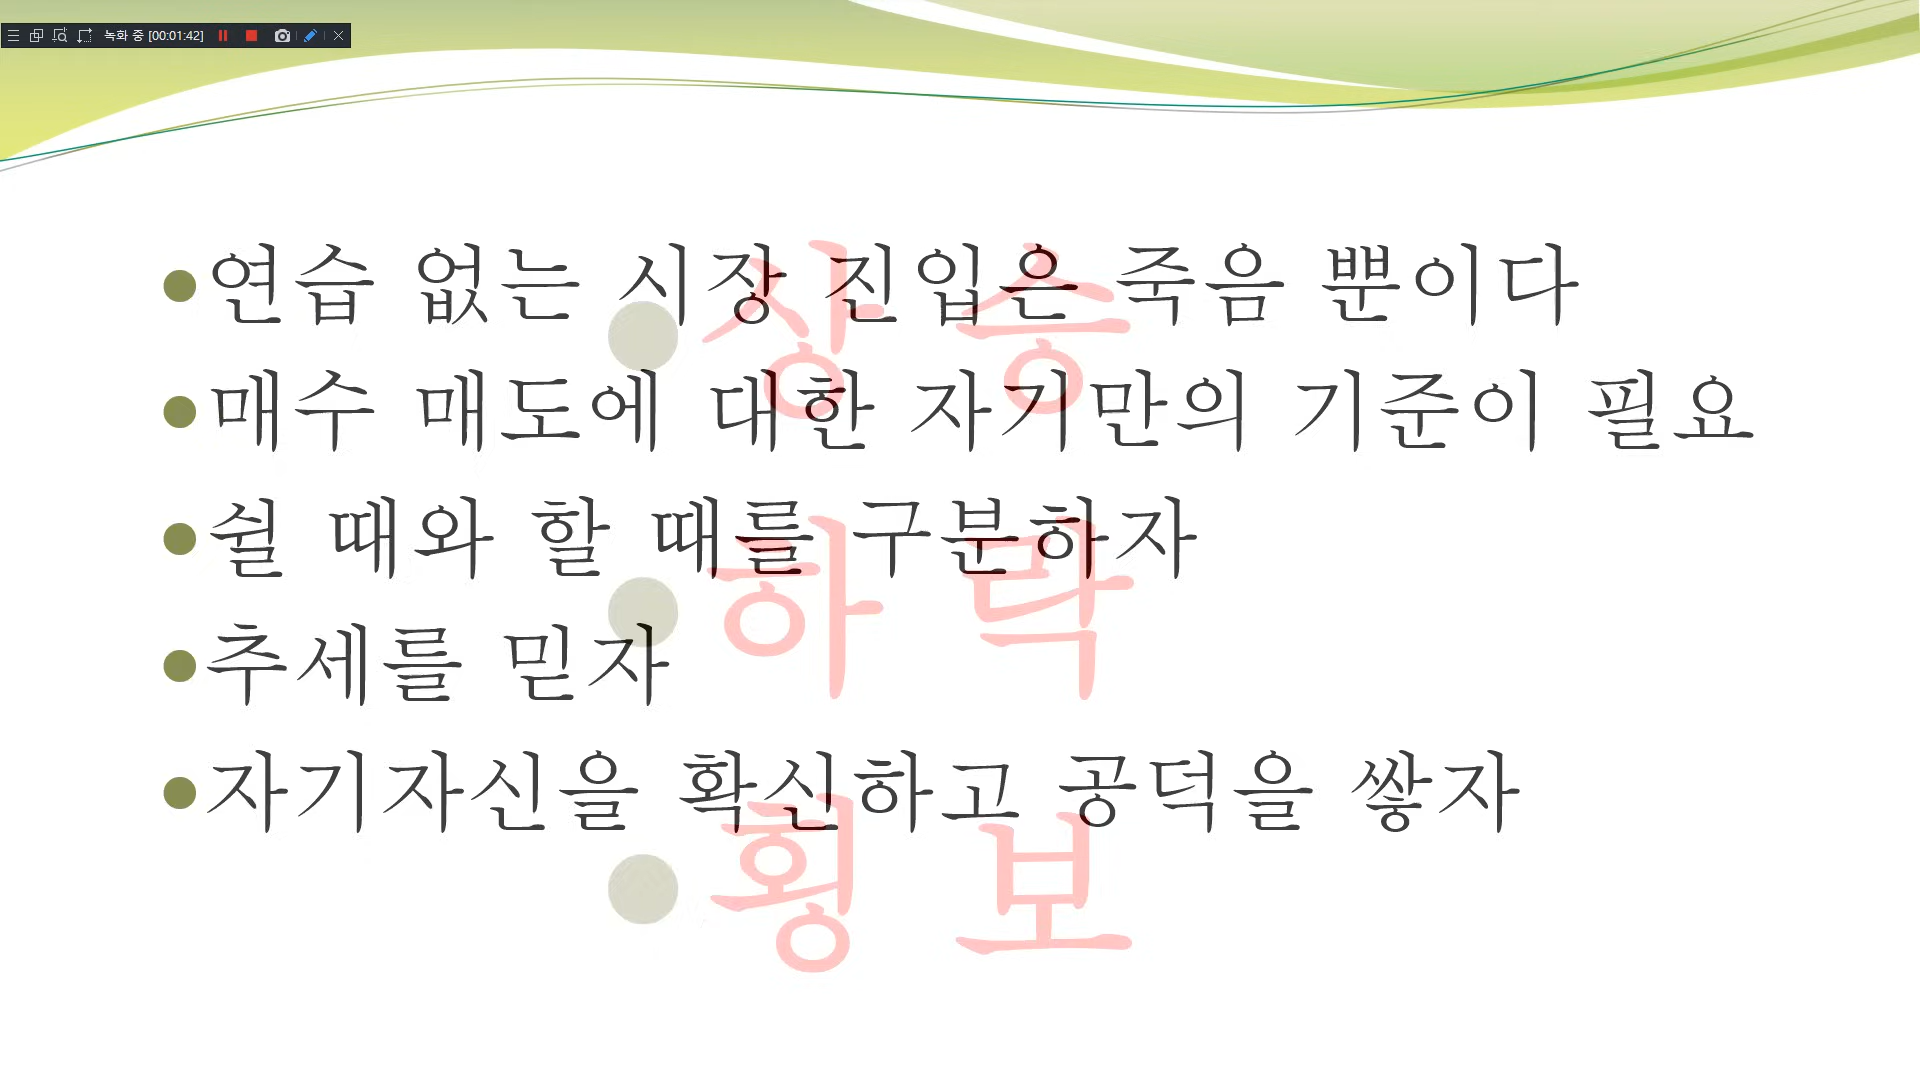 녹화 중 [00:01:42]
연습 없는 시장 진입은 죽음 뿐이다
상 승
매수 매도에 대한 자기만의 기준이 필요
쉴 때와 할 때를 구분하자
하 락
추세를 믿자
자기자신을 확신하고 공덕을 쌓자
횡 보